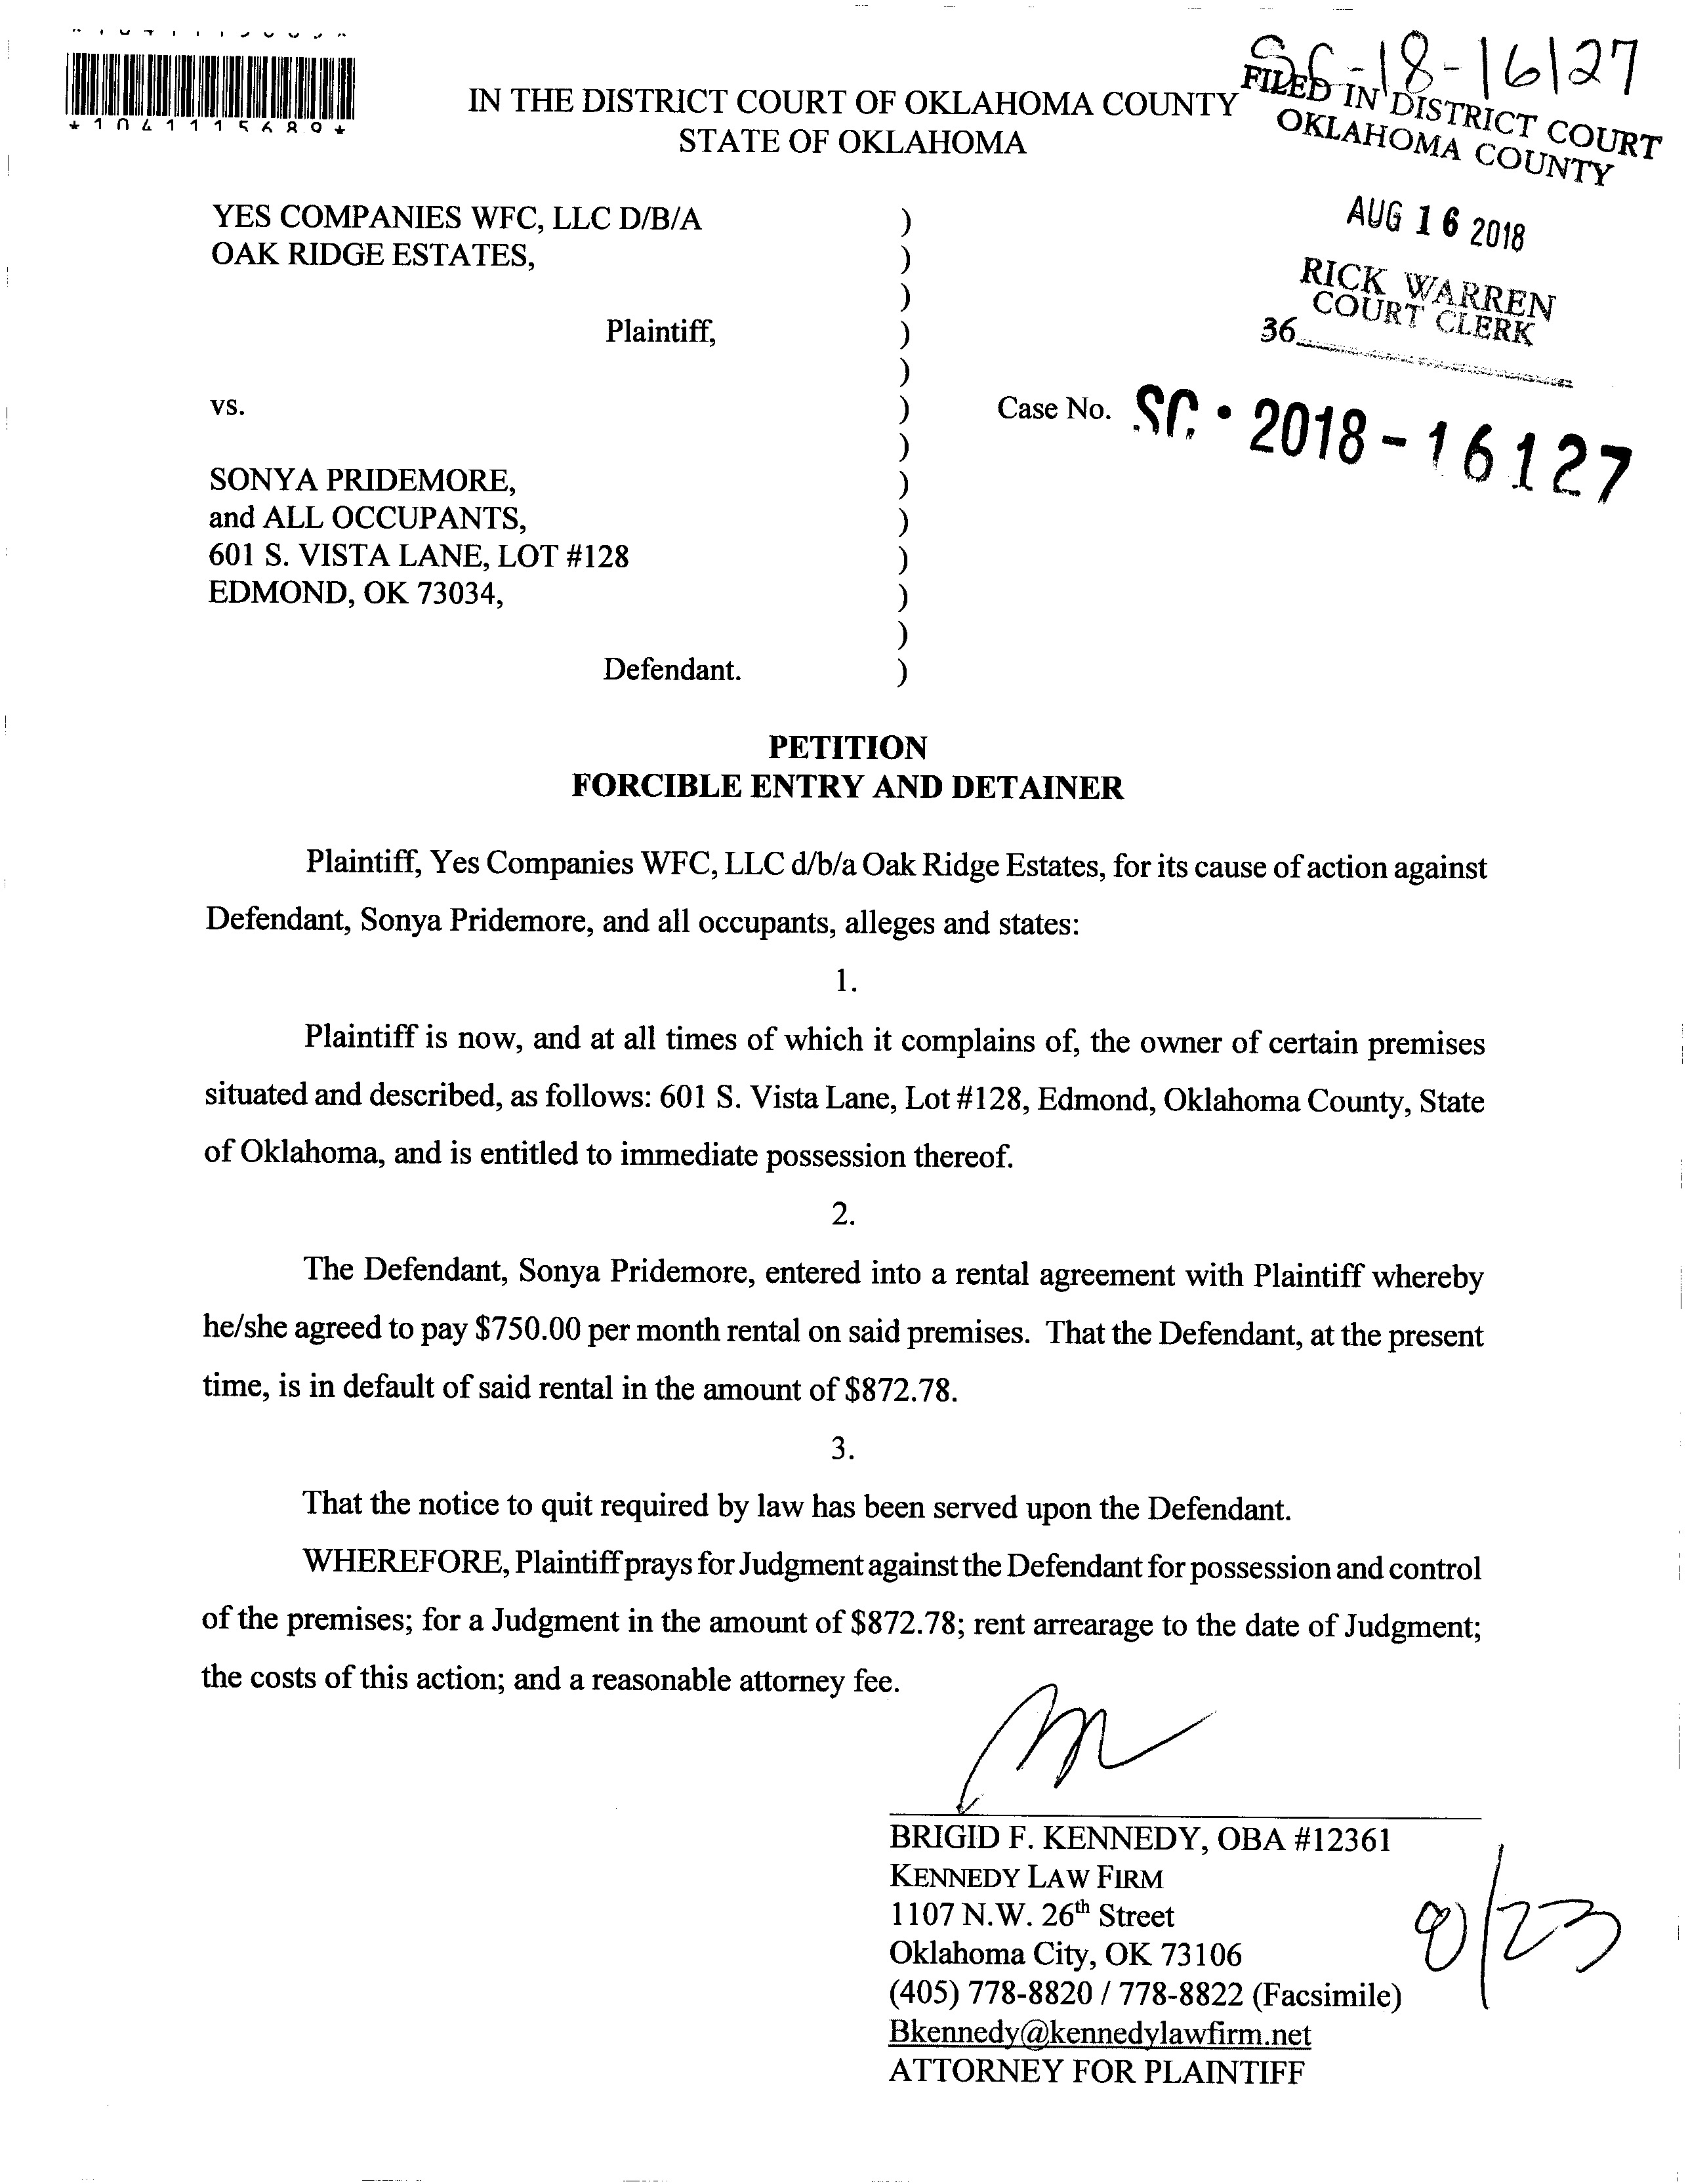 *1041115689*
SC-18-16127
IN THE DISTRICT COURT OF OKLAHOMA COUNTY
STATE OF OKLAHOMA
FILED IN DISTRICT COURT
OKLAHOMA COUNTY
AUG 16 2018
RICK WARREN
COURT CLERK
36
YES COMPANIES WFC, LLC D/B/A )
OAK RIDGE ESTATES, )
)
Plaintiff, )
)
vs. ) Case No. SC • 2018 - 16127
)
SONYA PRIDEMORE, )
and ALL OCCUPANTS, )
601 S. VISTA LANE, LOT #128 )
EDMOND, OK 73034, )
)
Defendant. )
PETITION
FORCIBLE ENTRY AND DETAINER
Plaintiff, Yes Companies WFC, LLC d/b/a Oak Ridge Estates, for its cause of action against
Defendant, Sonya Pridemore, and all occupants, alleges and states:
1.
Plaintiff is now, and at all times of which it complains of, the owner of certain premises
situated and described, as follows: 601 S. Vista Lane, Lot #128, Edmond, Oklahoma County, State
of Oklahoma, and is entitled to immediate possession thereof.
2.
The Defendant, Sonya Pridemore, entered into a rental agreement with Plaintiff whereby
he/she agreed to pay $750.00 per month rental on said premises. That the Defendant, at the present
time, is in default of said rental in the amount of $872.78.
3.
That the notice to quit required by law has been served upon the Defendant.
WHEREFORE, Plaintiff prays for Judgment against the Defendant for possession and control
of the premises; for a Judgment in the amount of $872.78; rent arrearage to the date of Judgment;
the costs of this action; and a reasonable attorney fee.
BRIGID F. KENNEDY, OBA #12361
KENNEDY LAW FIRM
1107 N.W. 26th Street
Oklahoma City, OK 73106
(405) 778-8820 / 778-8822 (Facsimile)
Bkennedy@kennedylawfirm.net
ATTORNEY FOR PLAINTIFF
8/23